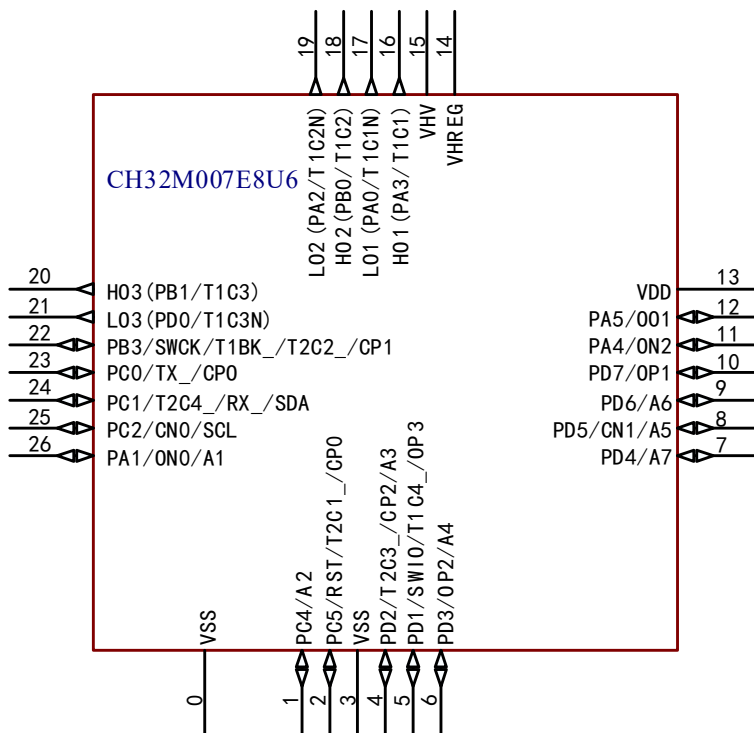 19
18
17
16
15
14
LO2(PA2/T1C2N)
HO2(PB0/T1C2)
LO1(PA0/T1C1N)
HO1(PA3/T1C1)
VHV
VHREG
CH32M007E8U6
20
HO3(PB1/T1C3)
21
LO3(PD0/T1C3N)
22
PB3/SWCK/T1BK_/T2C2_/CP1
23
PC0/TX_/CP0
24
PC1/T2C4_/RX_/SDA
25
PC2/CN0/SCL
26
PA1/ON0/A1
VDD
13
PA5/OO1
12
PA4/ON2
11
PD7/OP1
10
PD6/A6
9
PD5/CN1/A5
8
PD4/A7
7
VSS
PC4/A2
PC5/RST/T2C1_/CP0
VSS
PD2/T2C3_/CP2/A3
PD1/SWIO/T1C4_/OP3
PD3/OP2/A4
0
1
2
3
4
5
6